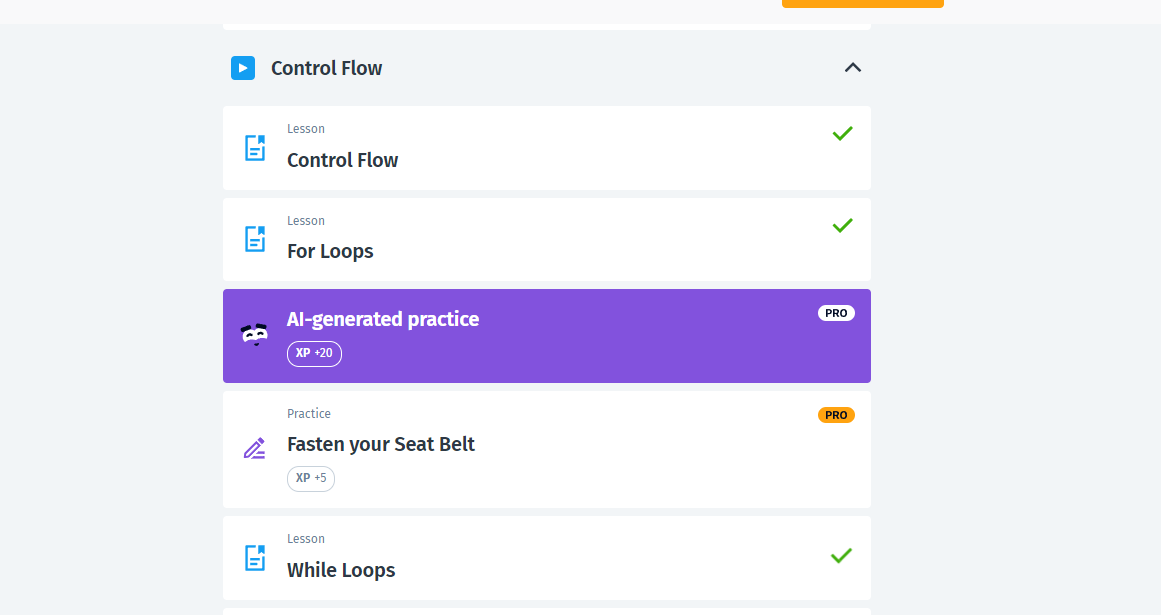 Control Flow
Lesson
Control Flow
Lesson
For Loops
AI-generated practice
PRO
XP +20
Practice
PRO
Fasten your Seat Belt
XP +5
Lesson
While Loops